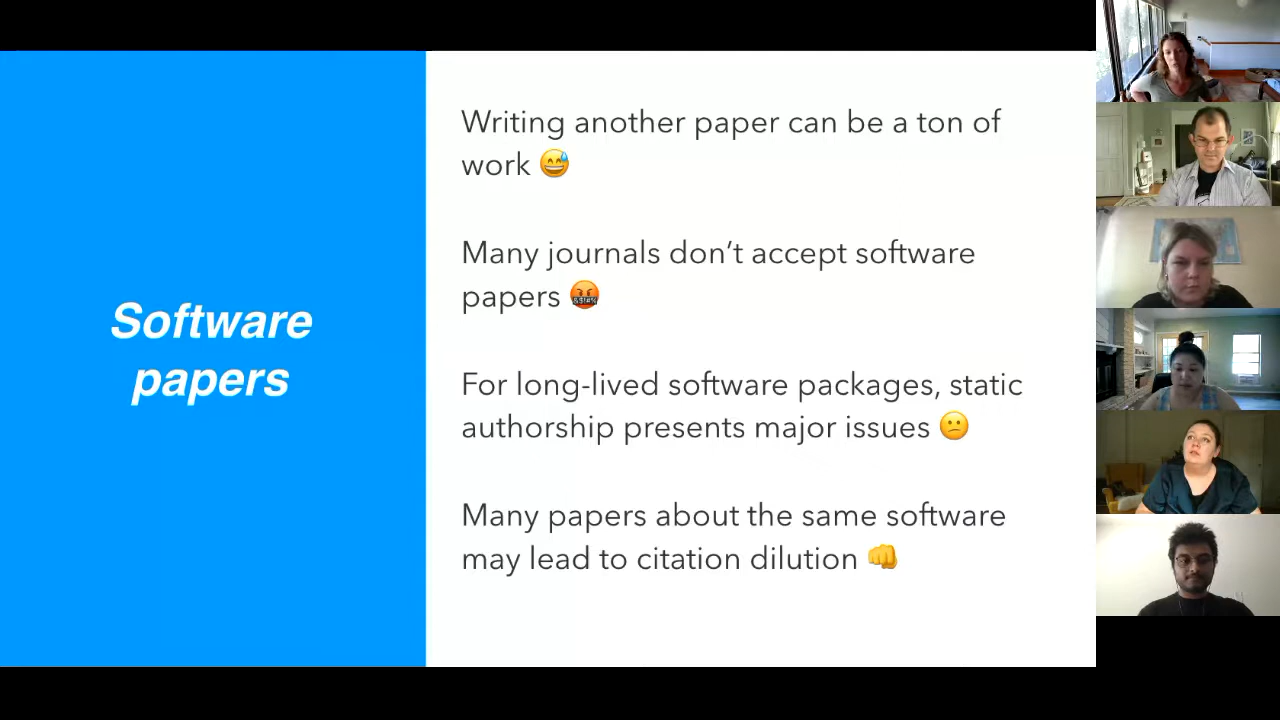 Software
papers
Writing another paper can be a ton of
work 😅
Many journals don’t accept software
papers 🤬
For long-lived software packages, static
authorship presents major issues 😕
Many papers about the same software
may lead to citation dilution 👊